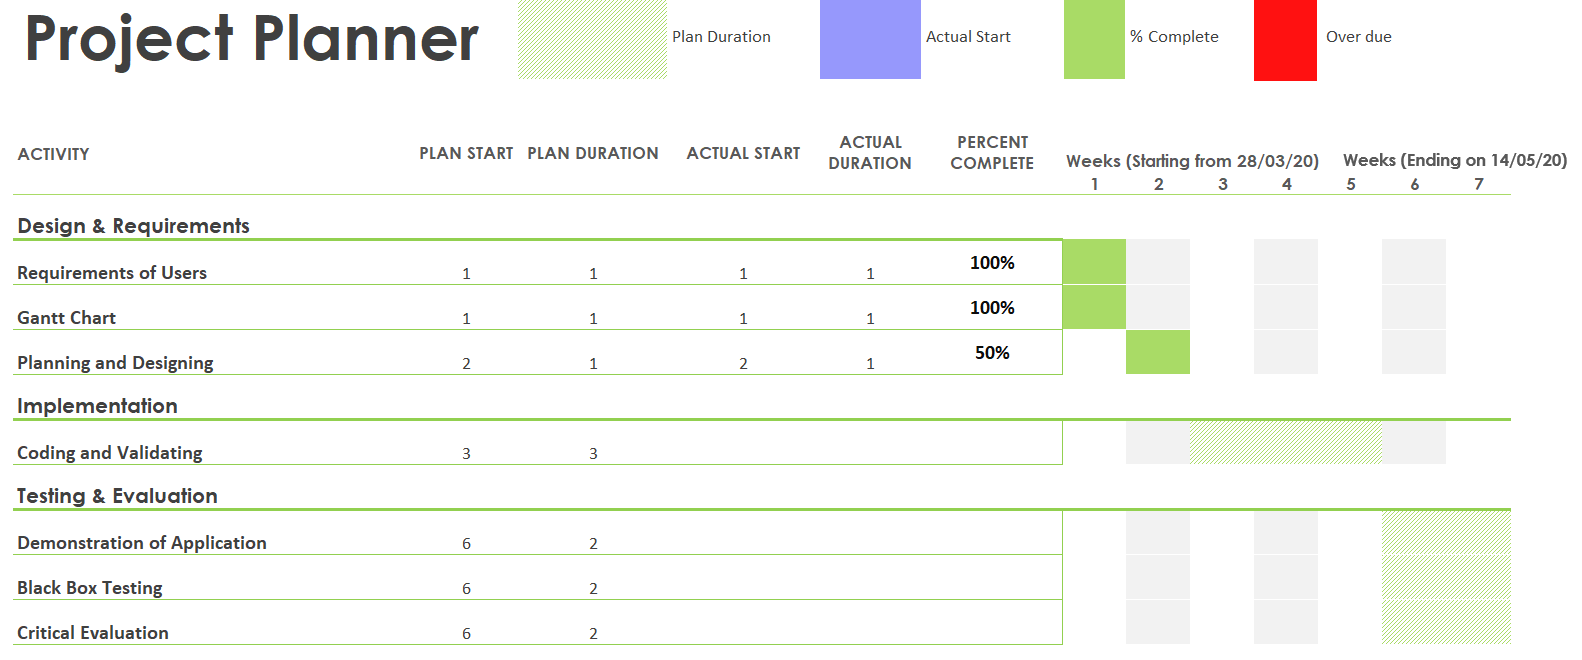 Project Planner
Plan Duration
Actual Start
% Complete
Over due
ACTIVITY PLAN START PLAN DURATION ACTUAL START ACTUAL DURATION PERCENT COMPLETE Weeks (Starting from 28/03/20) Weeks (Ending on 14/05/20)
1 2 3 4 5 6 7
Design & Requirements
Requirements of Users 1 1 1 1 100%
Gantt Chart 1 1 1 1 100%
Planning and Designing 2 1 2 1 50%
Implementation
Coding and Validating 3 3
Testing & Evaluation
Demonstration of Application 6 2
Black Box Testing 6 2
Critical Evaluation 6 2